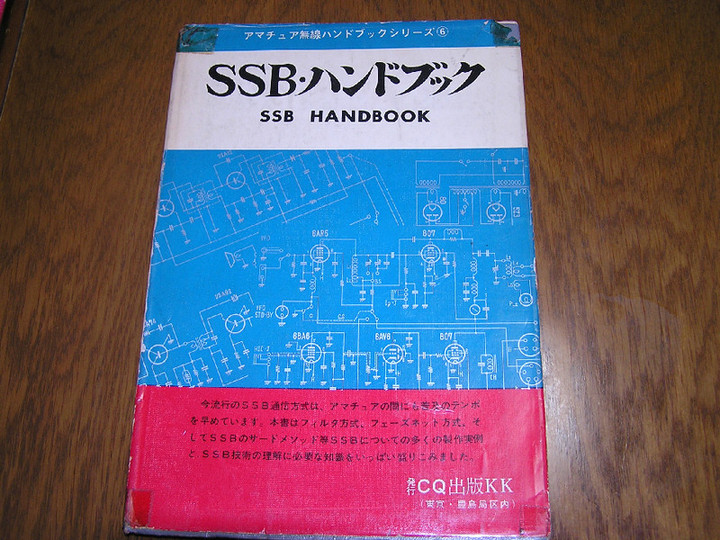 アマチュア無線ハンドブックシリーズ⑥
SSB・ハンドブック
SSB HANDBOOK
6AR5
6D7
6BA6
6AV6
今流行のSSB通信方式は、アマチュアの間にも普及のテンポ
を早めています。本書はフィルタ方式、フェーズネット方式、そ
してSSBのサードメソッド等SSBについての多くの製作実例
とSSB技術の理解に必要な知識をいっぱい盛りこみました。
発行 CQ出版KK
(東京・豊島局区内)